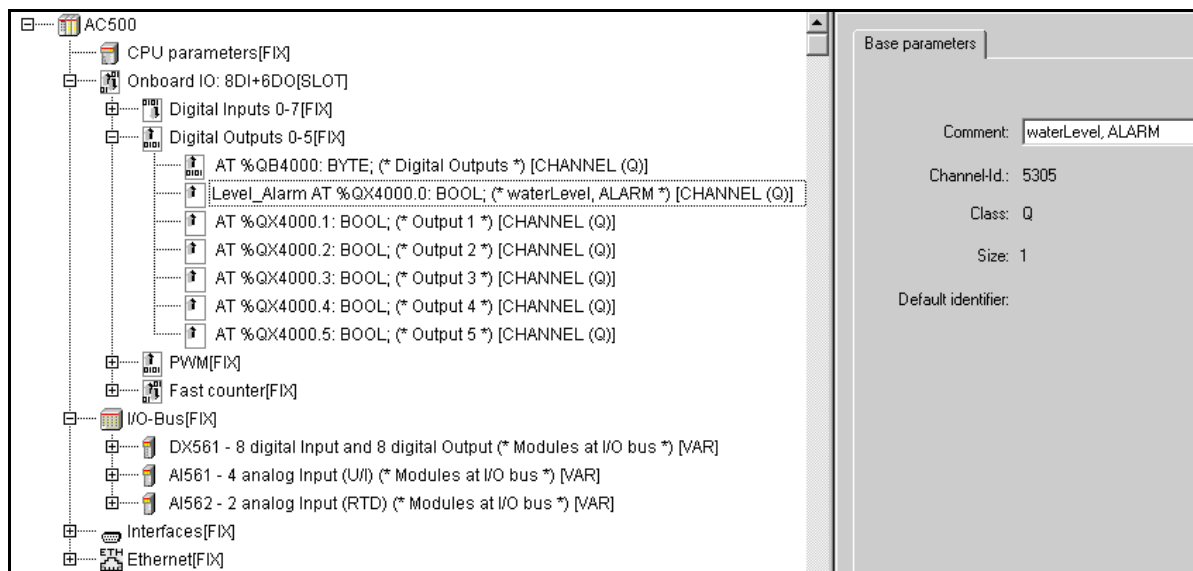 AC500
CPU parameters[FIX]
Onboard IO: 8DI+6DO[SLOT]
Digital Inputs 0-7[FIX]
Digital Outputs 0-5[FIX]
AT %QB4000: BYTE; (* Digital Outputs *) [CHANNEL (Q)]
Level_Alarm AT %QX4000.0: BOOL; (* waterLevel, ALARM *) [CHANNEL (Q)]
AT %QX4000.1: BOOL; (* Output 1 *) [CHANNEL (Q)]
AT %QX4000.2: BOOL; (* Output 2 *) [CHANNEL (Q)]
AT %QX4000.3: BOOL; (* Output 3 *) [CHANNEL (Q)]
AT %QX4000.4: BOOL; (* Output 4 *) [CHANNEL (Q)]
AT %QX4000.5: BOOL; (* Output 5 *) [CHANNEL (Q)]
PWM[FIX]
Fast counter[FIX]
I/O-Bus[FIX]
DX561 - 8 digital Input and 8 digital Output (* Modules at I/O bus *) [VAR]
AI561 - 4 analog Input (U/I) (* Modules at I/O bus *) [VAR]
AI562 - 2 analog Input (RTD) (* Modules at I/O bus *) [VAR]
Interfaces[FIX]
ETH Ethernet[FIX]
Base parameters
Comment: waterLevel, ALARM
Channel-Id.: 5305
Class: Q
Size: 1
Default identifier: